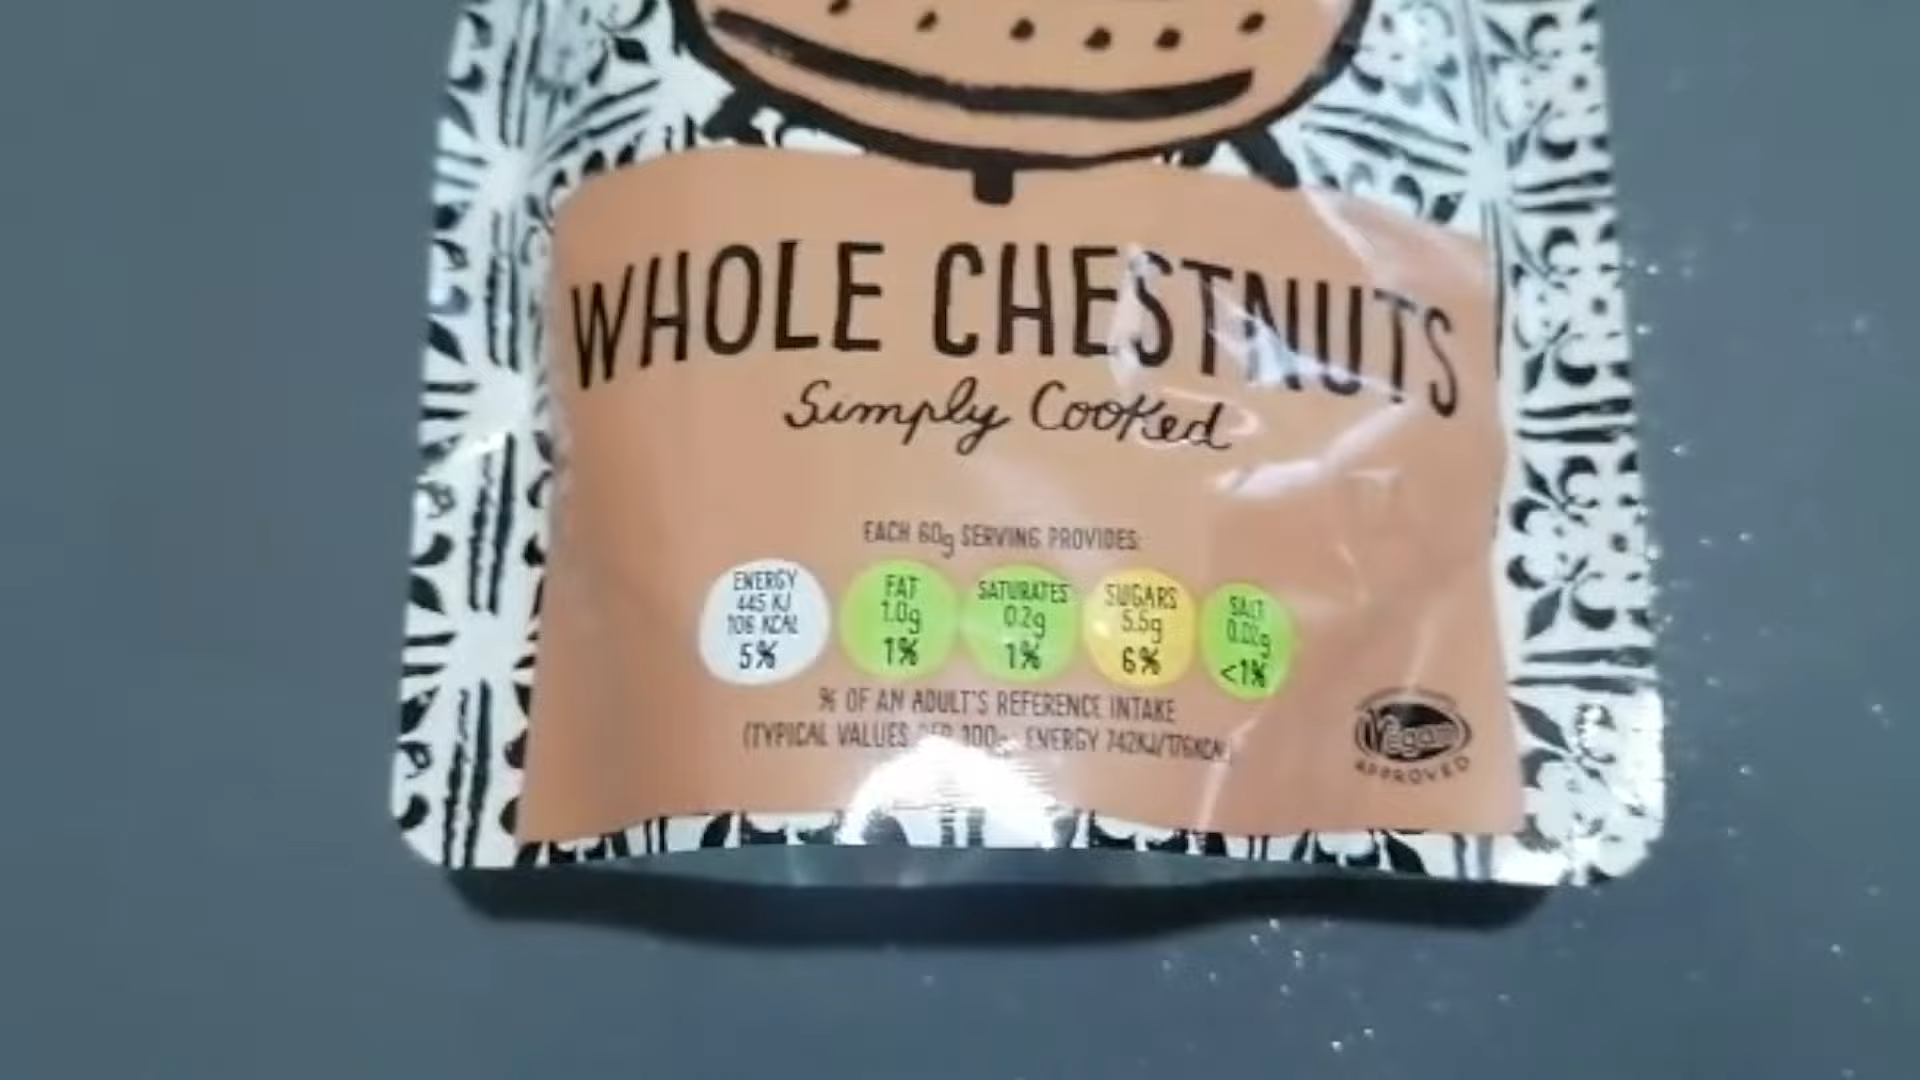 WHOLE CHESTNUTS
Simply Cooked
EACH 60g SERVING PROVIDES:
ENERGY
445 KJ
106 KCAL
5%
FAT
1.0g
1%
SATURATES
0.2g
1%
SUGARS
5.5g
6%
SALT
<1%
% OF AN ADULT'S REFERENCE INTAKE
(TYPICAL VALUES PER 100g: ENERGY 742KJ/176KCAL)
Vegan
APPROVED